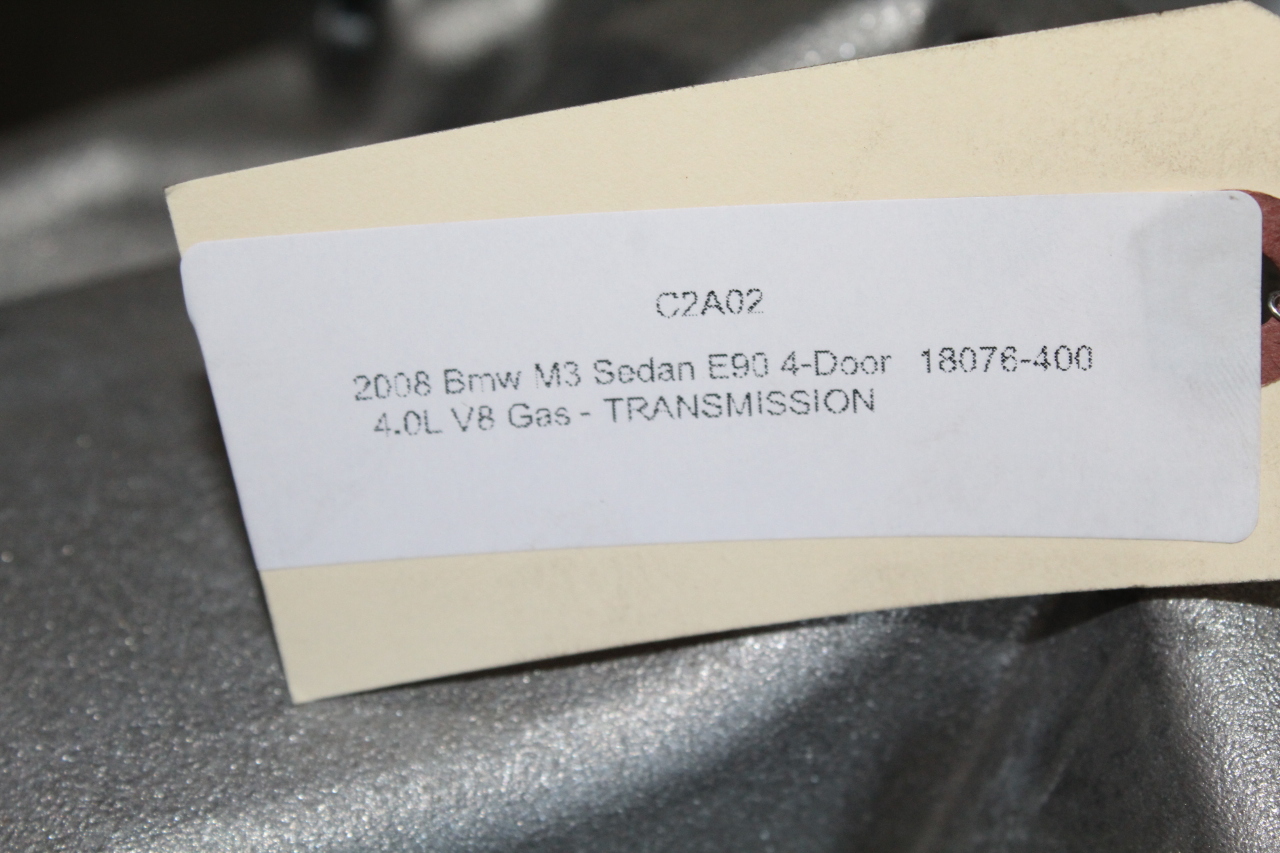 C2A02
2008 Bmw M3 Sedan E90 4-Door 18076-400
4.0L V8 Gas - TRANSMISSION